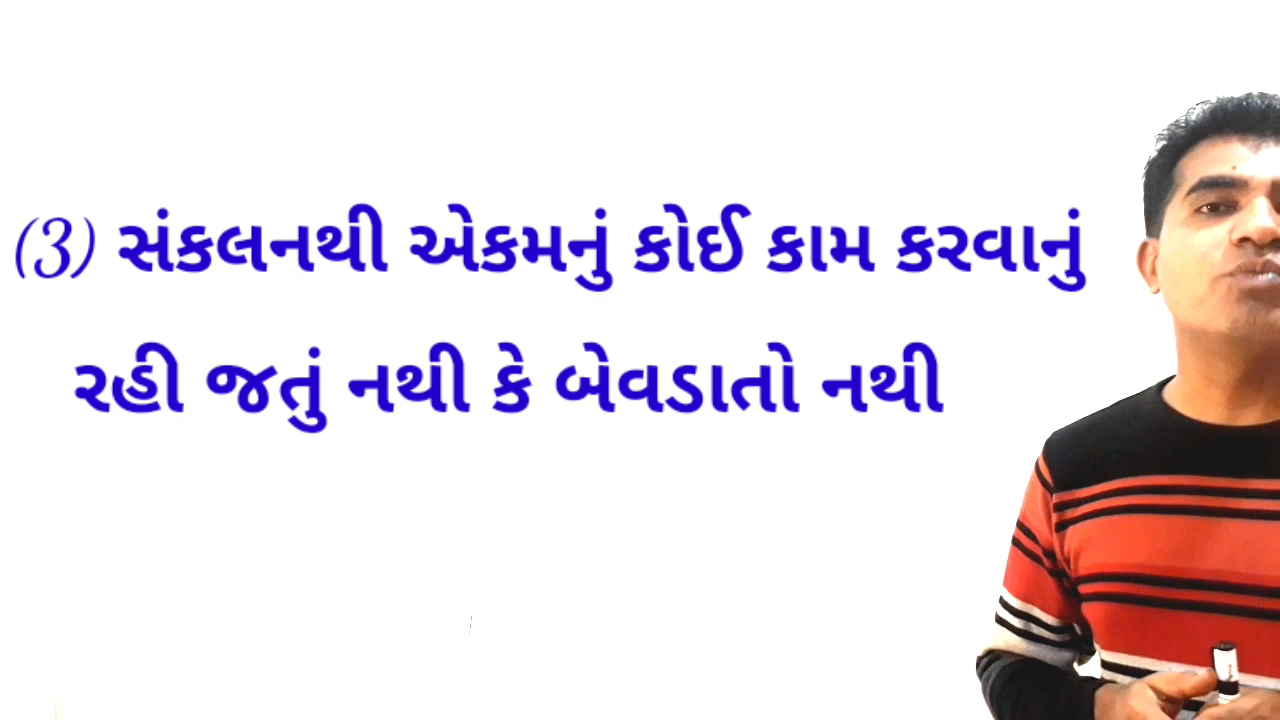 (3) સંકલનથી એકમનું કોઈ કામ કરવાનું
રહી જતું નથી કે બેવડાતો નથી